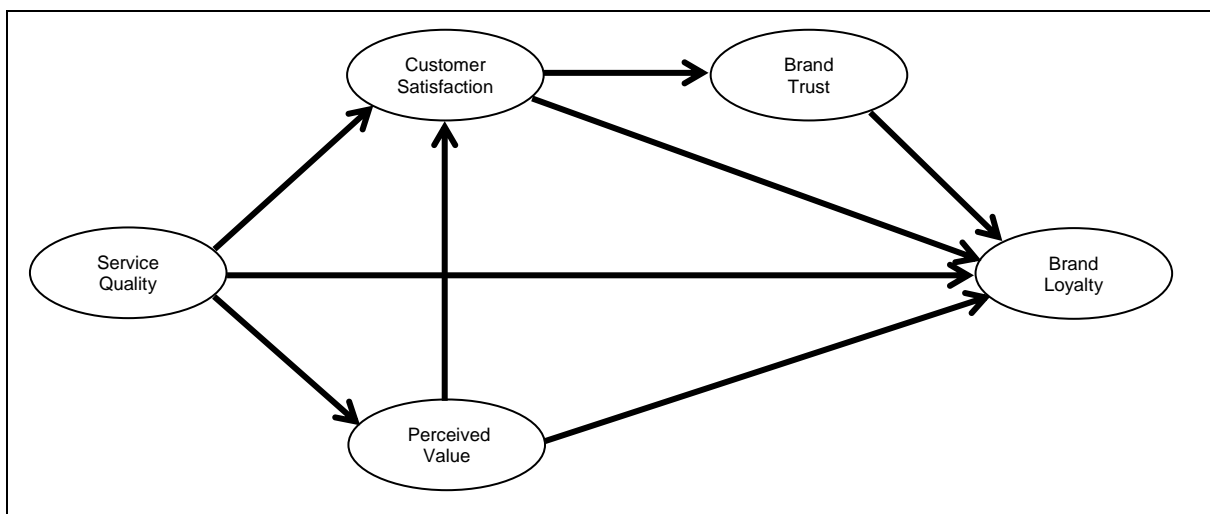 Customer
Satisfaction
Brand
Trust
Service
Quality
Brand
Loyalty
Perceived
Value